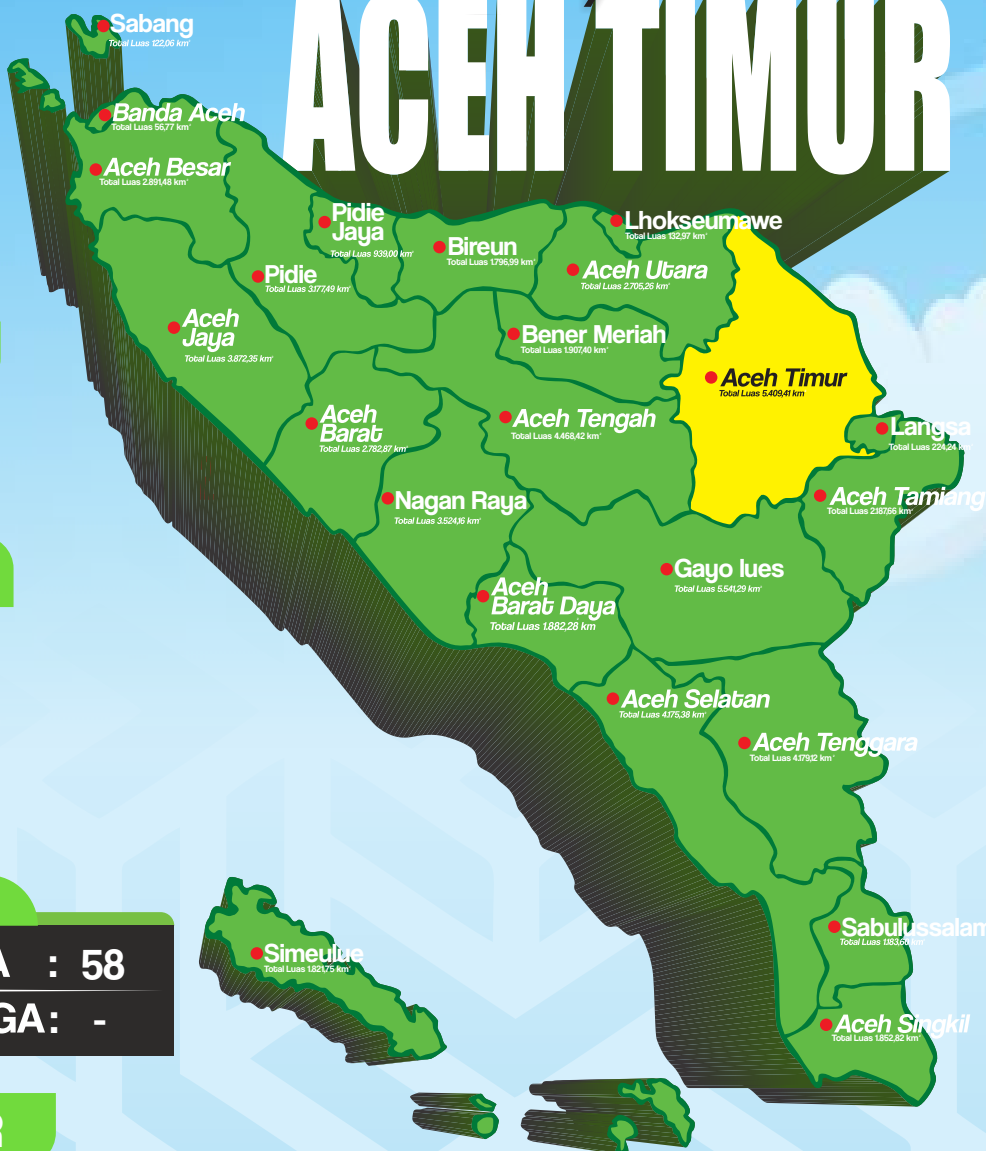 ACEH TIMUR
Sabang
Total Luas 122,06 km²
Banda Aceh
Total Luas 56,77 km²
Aceh Besar
Total Luas 2.891,48 km²
Pidie
Jaya
Total Luas 939,00 km²
Lhokseumawe
Total Luas 132,97 km²
Bireun
Total Luas 1.796,99 km²
Pidie
Total Luas 3.177,49 km²
Aceh Utara
Total Luas 2.705,26 km²
Aceh
Jaya
Total Luas 3.872,35 km²
Bener Meriah
Total Luas 1.907,40 km²
Aceh Timur
Total Luas 5.409,41 km
Aceh
Barat
Total Luas 2.782,87 km²
Aceh Tengah
Total Luas 4.468,42 km²
Langsa
Total Luas 224,24 km²
Nagan Raya
Total Luas 3.524,16 km²
Aceh Tamiang
Total Luas 2.187,66 km²
Gayo lues
Total Luas 5.541,29 km²
Aceh
Barat Daya
Total Luas 1.882,28 km
Aceh Selatan
Total Luas 4.175,38 km²
Aceh Tenggara
Total Luas 4.179,12 km²
Sabulussalam
Total Luas 1.183,60 km²
Simeulue
Total Luas 1.821,75 km²
A : 58
GA : -
Aceh Singkil
Total Luas 1.852,82 km²
R